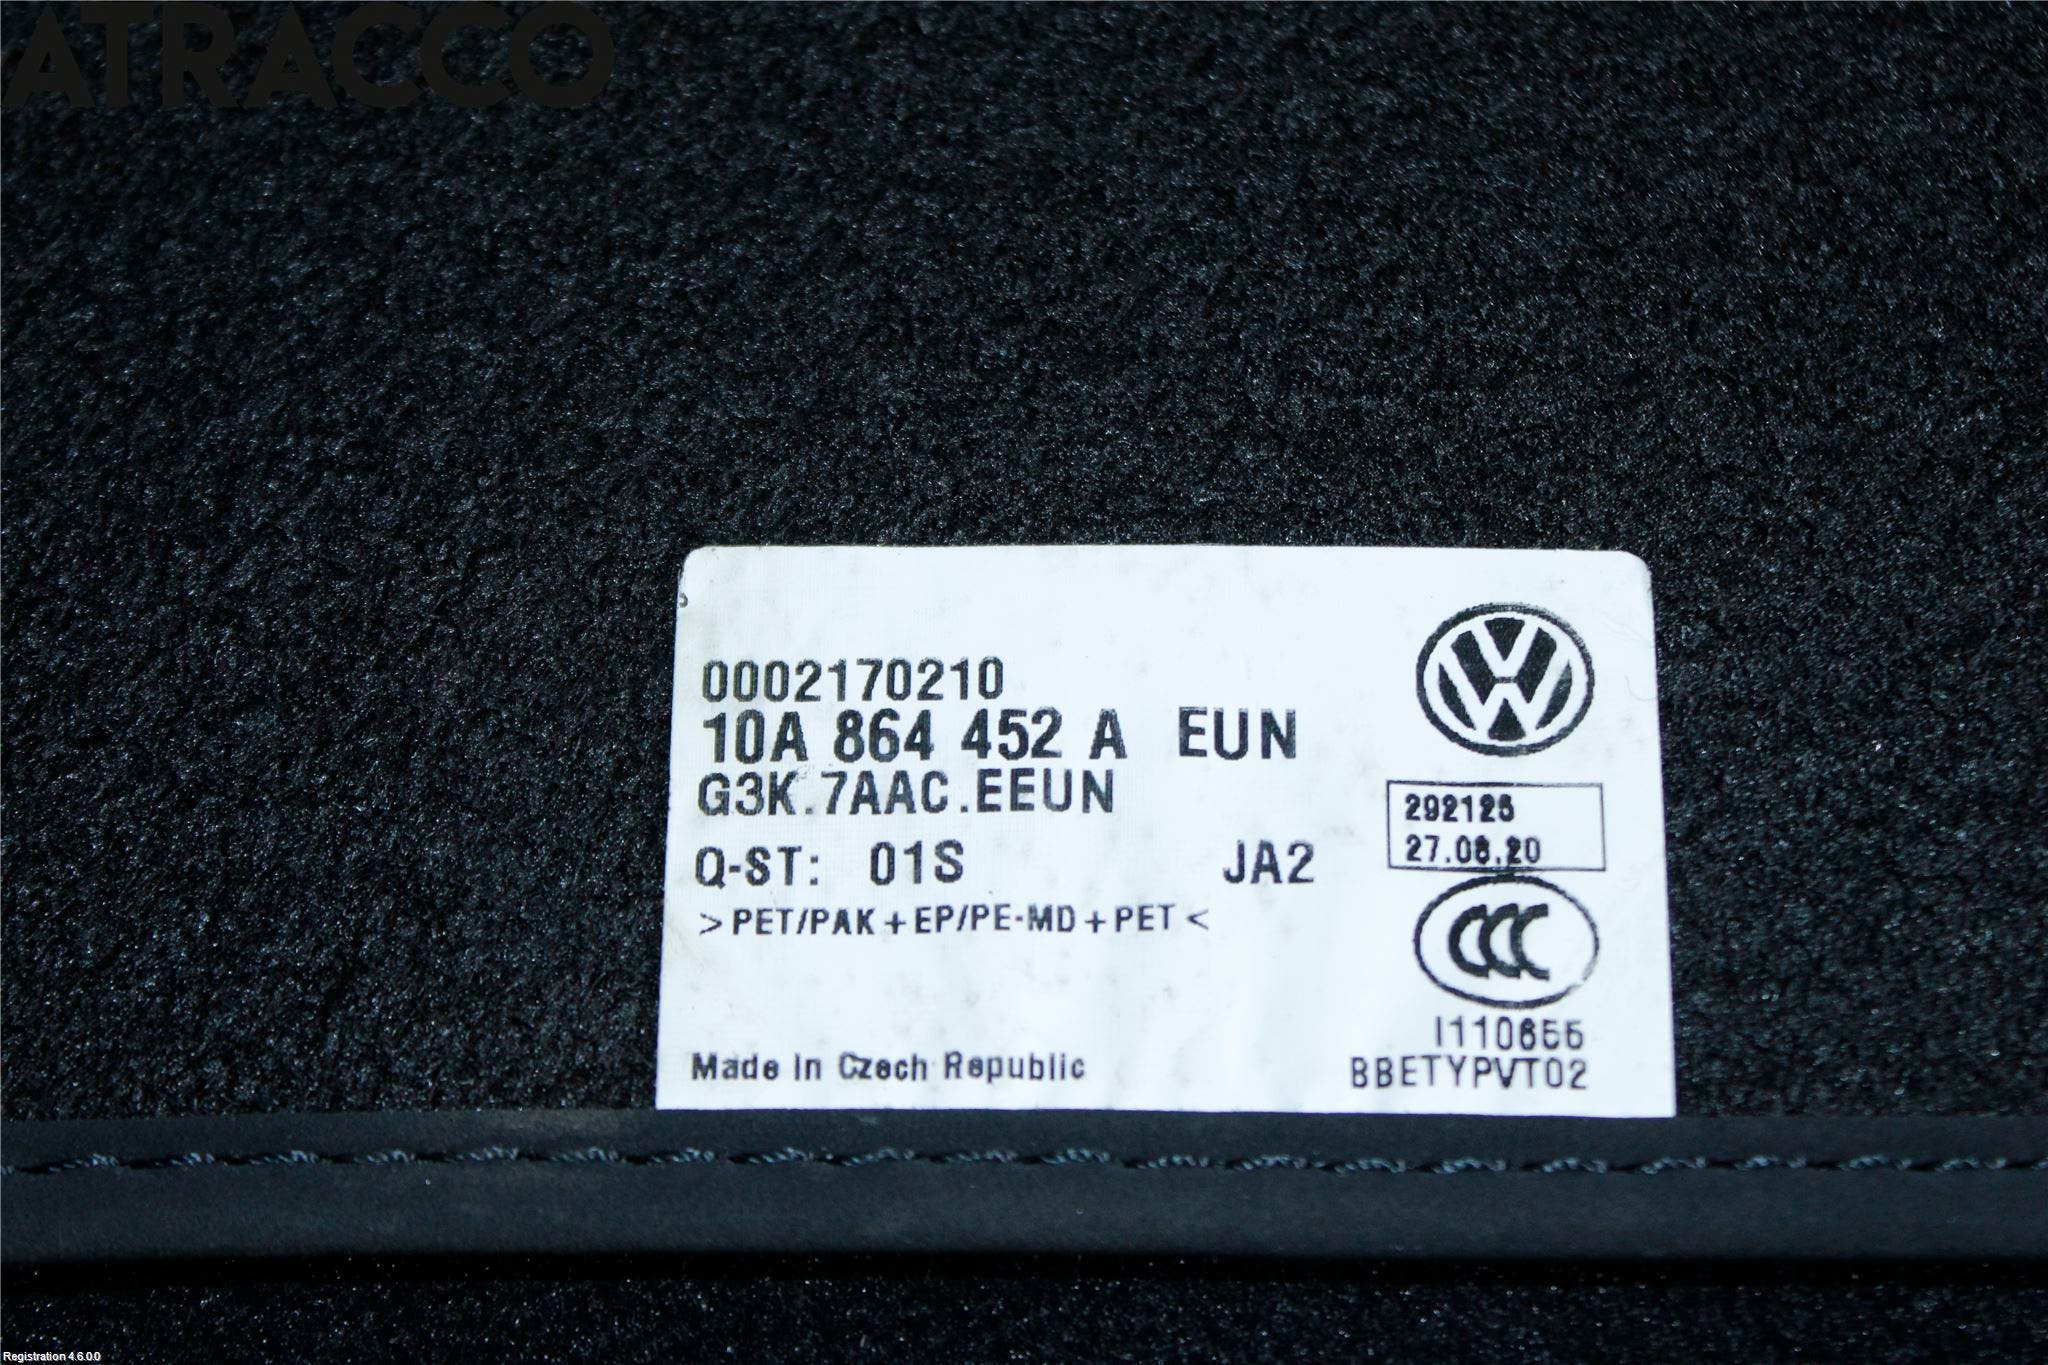 ATRACCO
0002170210
10A 864 452 A EUN
G3K.7AAC.EEUN
Q-ST: 01S JA2
>PET/PAK+EP/PE-MD+PET<
Made in Czech Republic
292125
27.08.20
CCC
I110655
BBETYPVT02
Registration 4.6.0.0